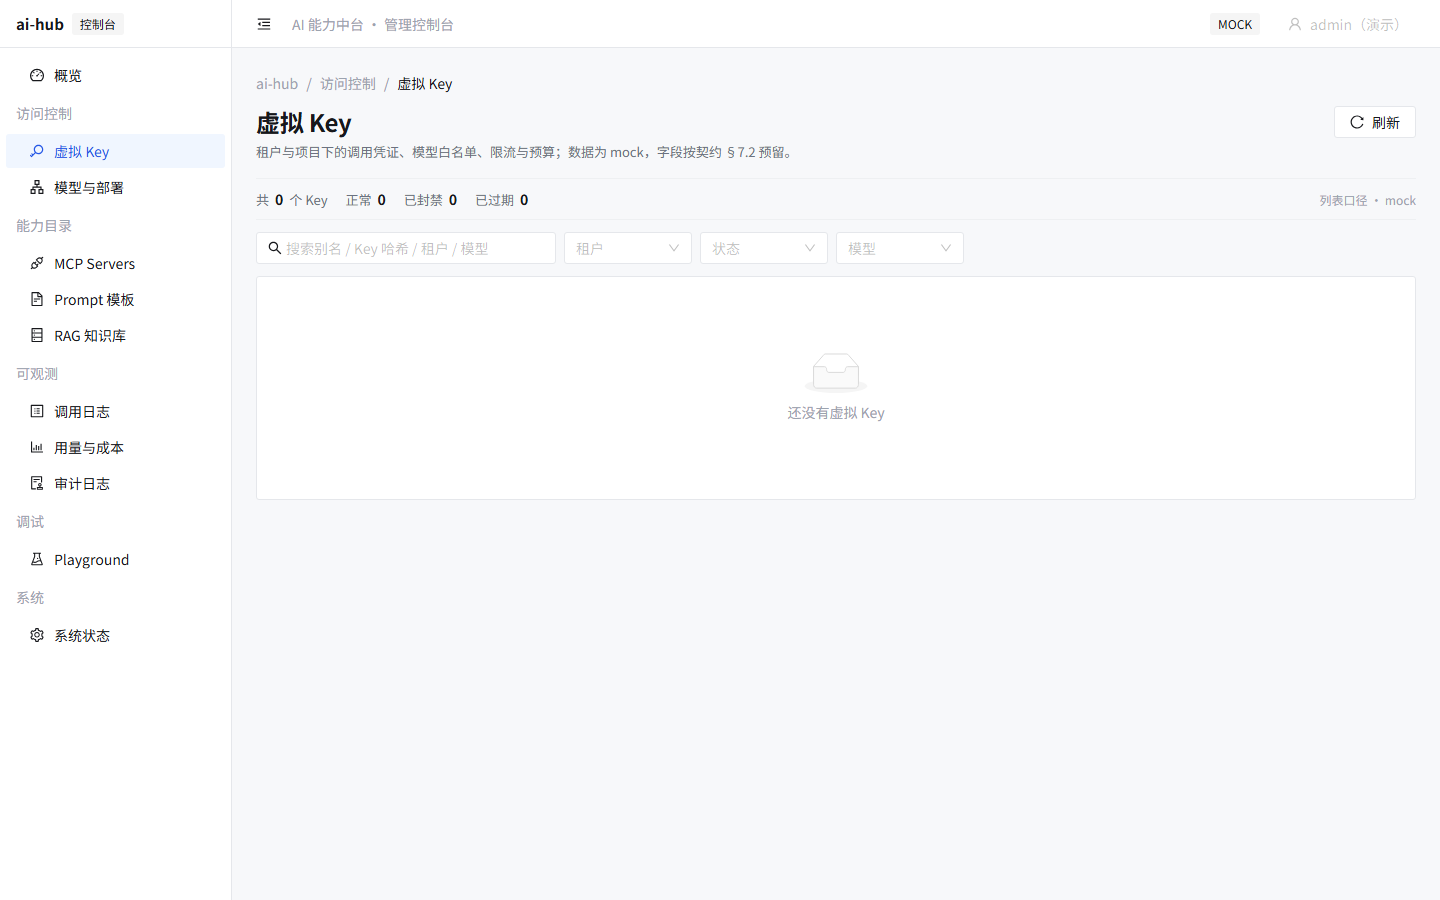 ai-hub 控制台
AI 能力中台 · 管理控制台
MOCK
admin（演示）
概览
访问控制
虚拟 Key
模型与部署
能力目录
MCP Servers
Prompt 模板
RAG 知识库
可观测
调用日志
用量与成本
审计日志
调试
Playground
系统
系统状态
ai-hub / 访问控制 / 虚拟 Key
虚拟 Key
刷新
租户与项目下的调用凭证、模型白名单、限流与预算；数据为 mock，字段按契约 §7.2 预留。
共 0 个 Key 正常 0 已封禁 0 已过期 0
列表口径 · mock
搜索别名 / Key 哈希 / 租户 / 模型
租户
状态
模型
还没有虚拟 Key